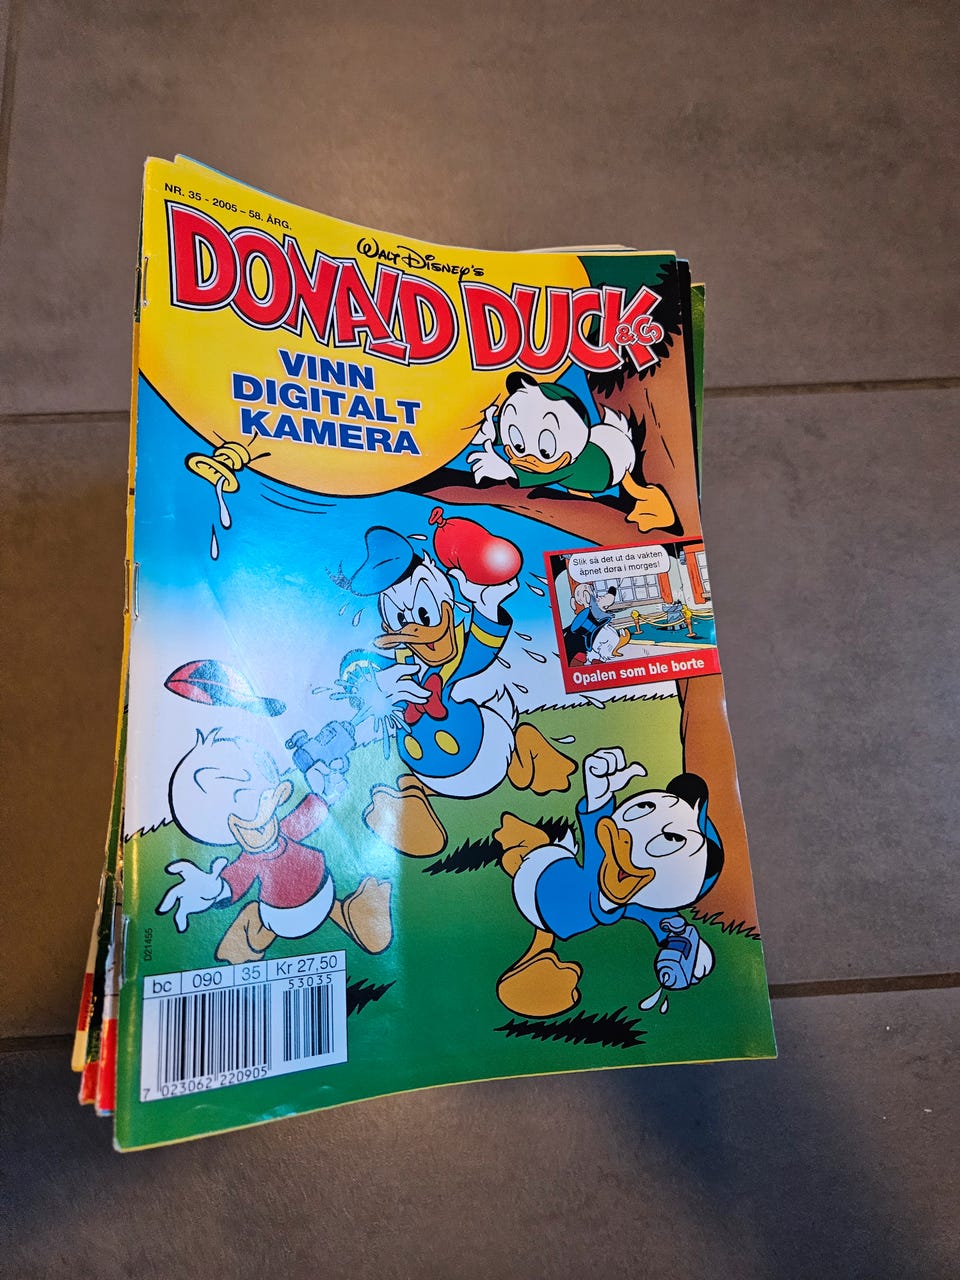 NR. 35 - 2005 – 58. ÅRG.
WALT DISNEY'S
DONALD DUCK & Co
VINN
DIGITALT
KAMERA
Slik så det ut da vakten
åpnet døra i morges!
Opalen som ble borte
D21455
bc 090 35 Kr 27,50
53035
7 023062 220905